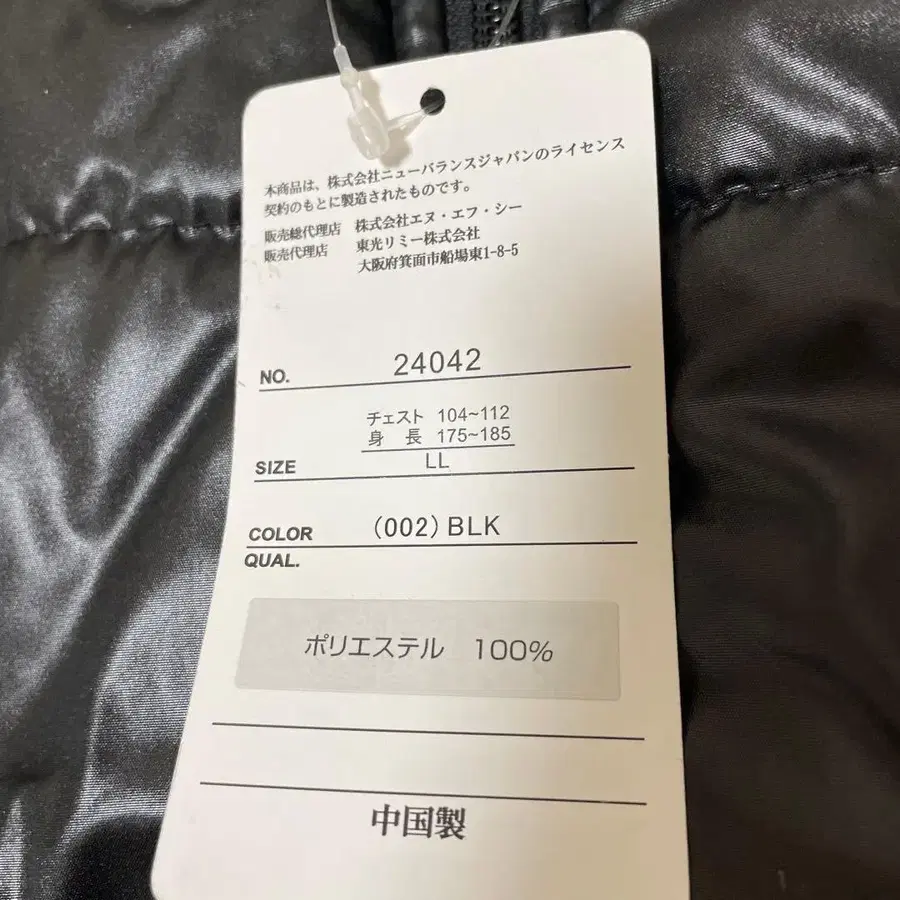 本商品は、株式会社ニューバランスジャパンのライセンス
契約のもとに製造されたものです。
販売総代理店 株式会社エヌ・エフ・シー
販売代理店 東光リミー株式会社
大阪府箕面市船場東1-8-5
NO. 24042
チェスト 104~112
身 長 175~185
SIZE LL
COLOR (002) BLK
QUAL.
ポリエステル 100%
中国製